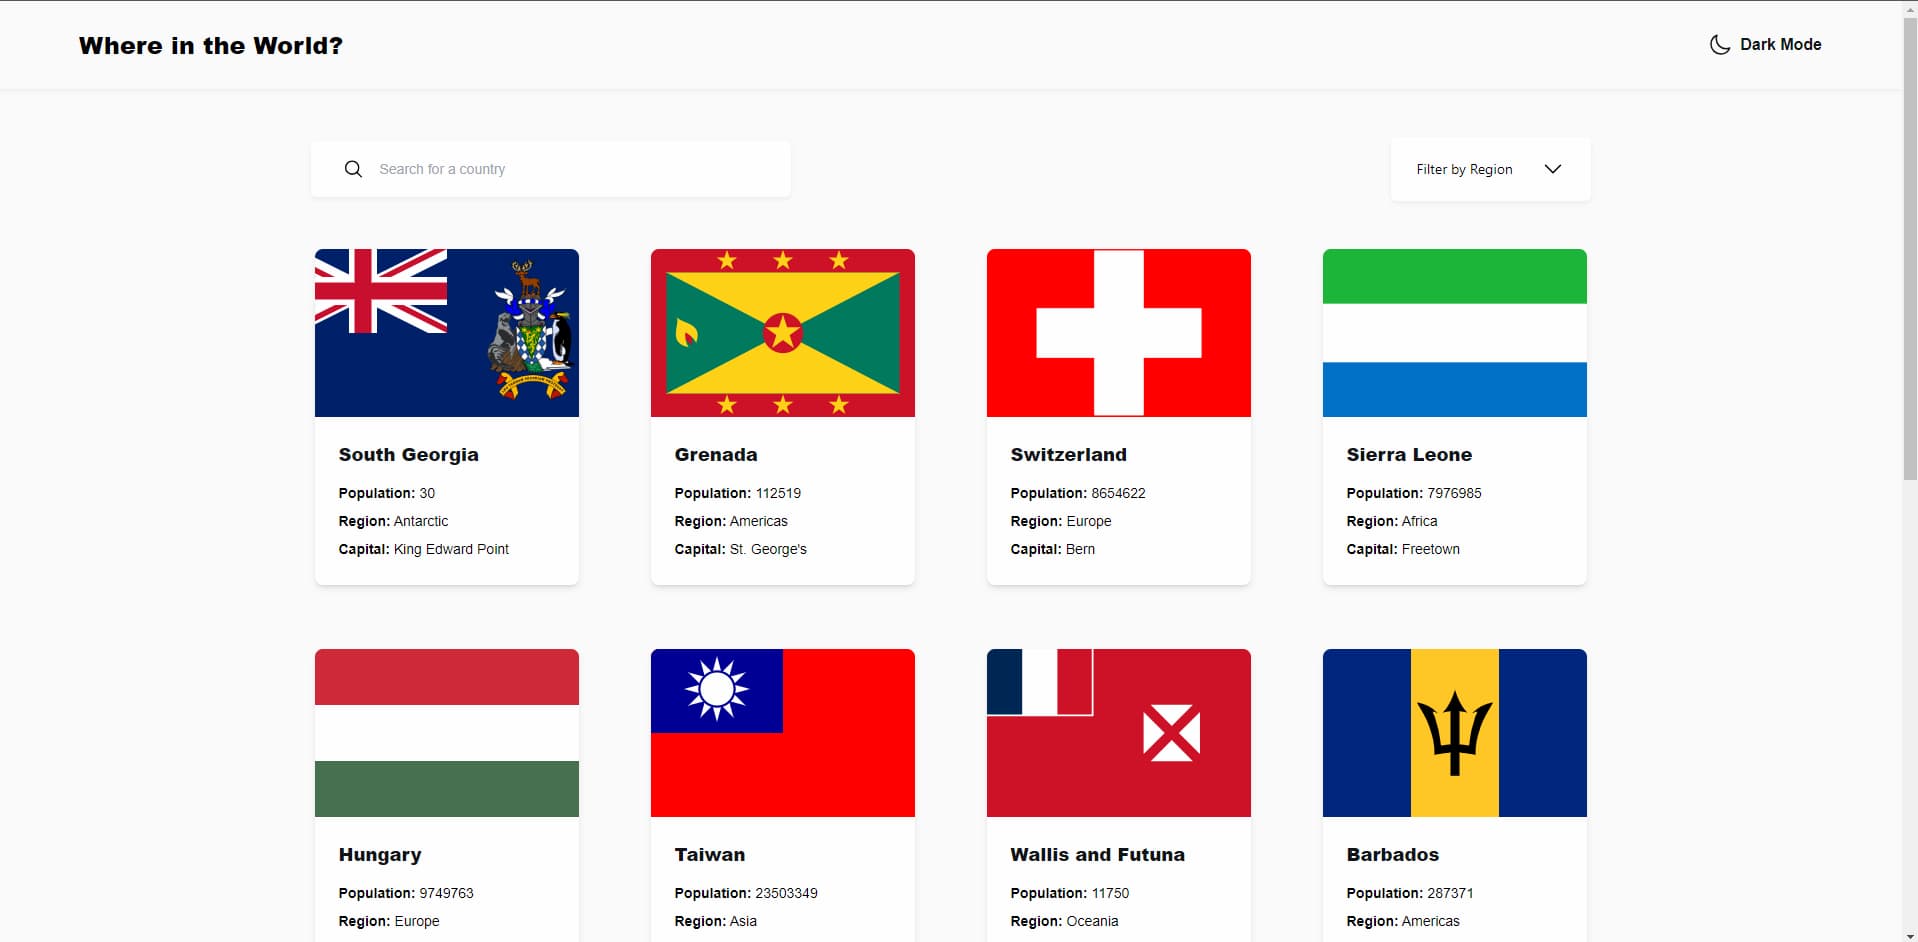 Where in the World?
Dark Mode
Search for a country
Filter by Region
South Georgia
Population: 30
Region: Antarctic
Capital: King Edward Point
Grenada
Population: 112519
Region: Americas
Capital: St. George's
Switzerland
Population: 8654622
Region: Europe
Capital: Bern
Sierra Leone
Population: 7976985
Region: Africa
Capital: Freetown
Hungary
Population: 9749763
Region: Europe
Taiwan
Population: 23503349
Region: Asia
Wallis and Futuna
Population: 11750
Region: Oceania
Barbados
Population: 287371
Region: Americas